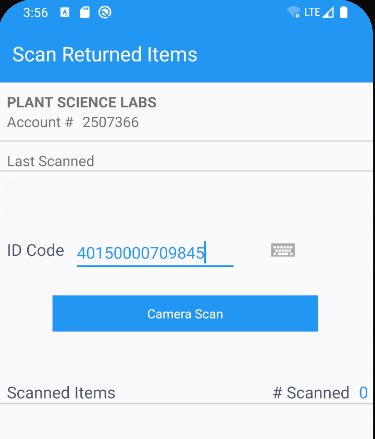 3:56 LTE
Scan Returned Items
PLANT SCIENCE LABS
Account # 2507366
Last Scanned
ID Code 40150000709845
Camera Scan
Scanned Items # Scanned 0